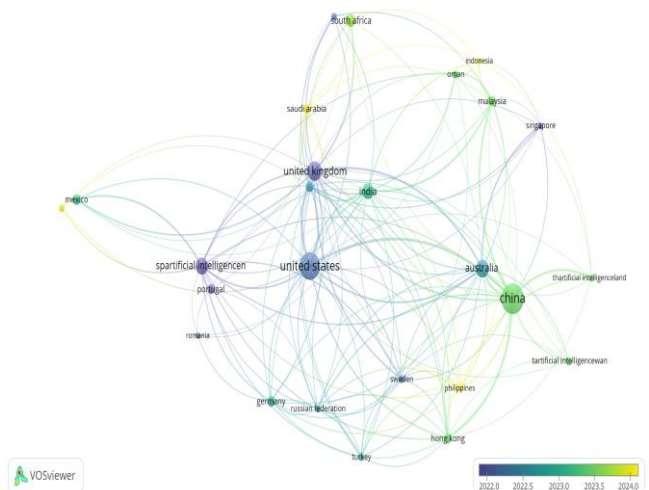 south africa
indonesia
oman
malaysia
saudi arabia
singapore
united kingdom
india
mexico
spartificial intelligencen
united states
australia
thartificial intelligenceland
portugal
china
romania
tartificial intelligencewan
sweden
philippines
germany
russian federation
hong kong
turkey
VOSviewer
2022.0 2022.5 2023.0 2023.5 2024.0